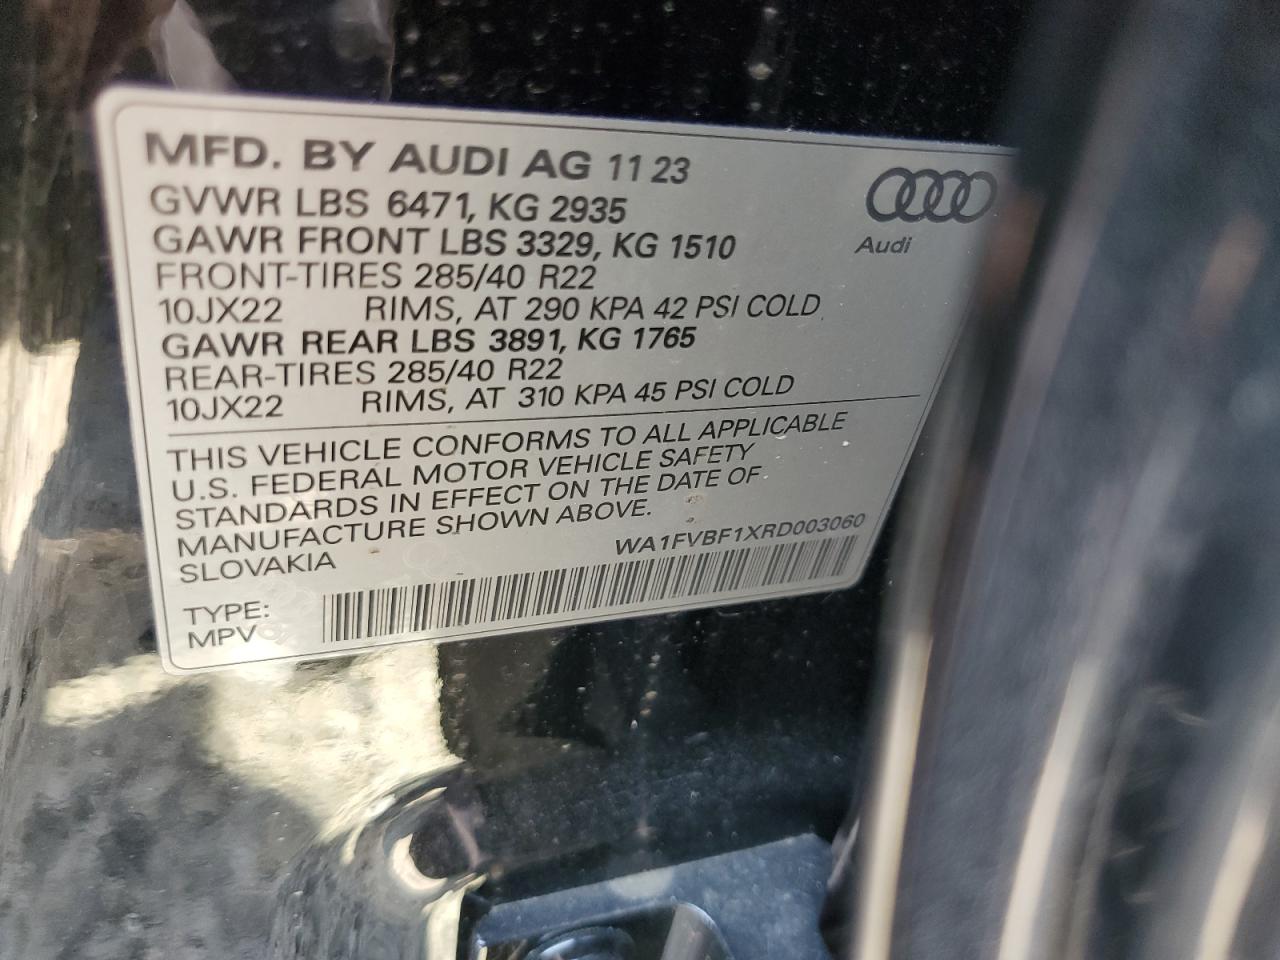 MFD. BY AUDI AG 11 23
GVWR LBS 6471, KG 2935
GAWR FRONT LBS 3329, KG 1510
FRONT-TIRES 285/40 R22
10JX22 RIMS, AT 290 KPA 42 PSI COLD
GAWR REAR LBS 3891, KG 1765
REAR-TIRES 285/40 R22
10JX22 RIMS, AT 310 KPA 45 PSI COLD
Audi
THIS VEHICLE CONFORMS TO ALL APPLICABLE
U.S. FEDERAL MOTOR VEHICLE SAFETY
STANDARDS IN EFFECT ON THE DATE OF
MANUFACTURE SHOWN ABOVE.
SLOVAKIA
WA1FVBF1XRD003060
TYPE:
MPV